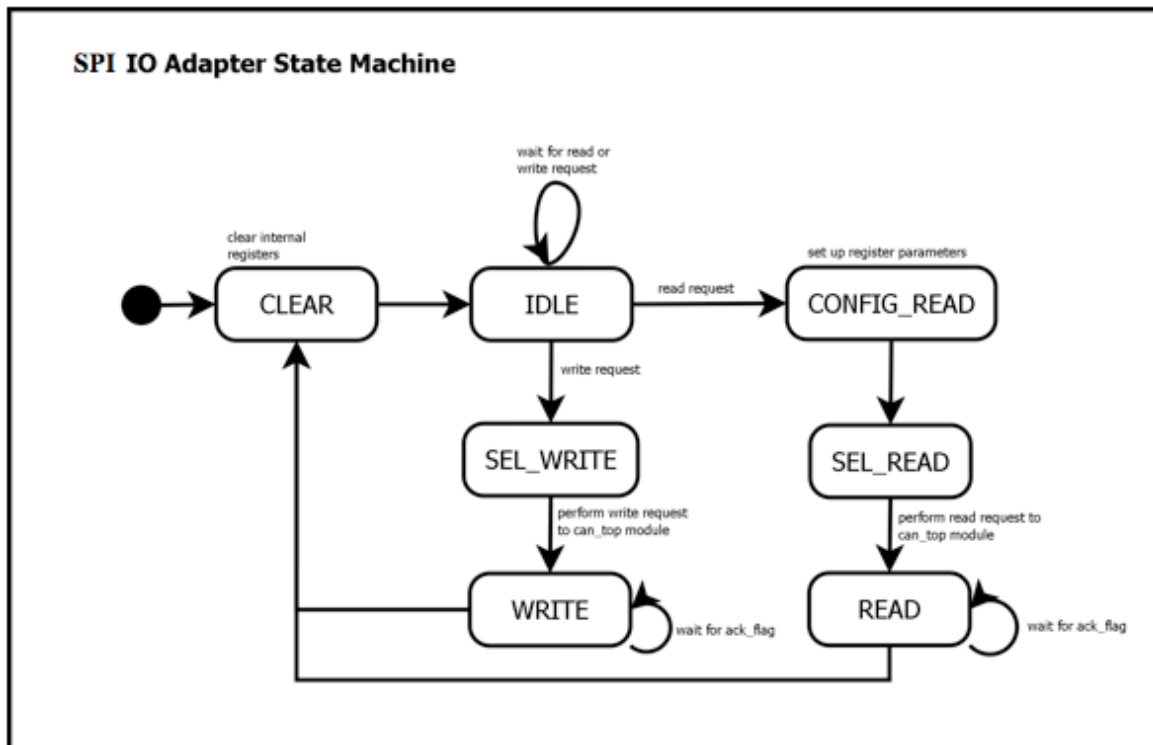 SPI IO Adapter State Machine
wait for read or
write request
clear internal
registers
set up register parameters
CLEAR
IDLE
read request
CONFIG_READ
write request
SEL_WRITE
SEL_READ
perform write request
to can_top module
perform read request to
can_top module
WRITE
wait for ack_flag
READ
wait for ack_flag